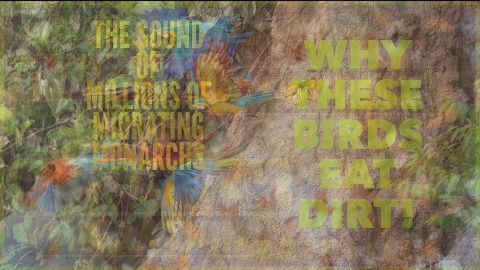 THE SOUND
OF
MILLIONS OF
MIGRATING
MONARCHS
WHY
THESE
BIRDS
EAT
DIRT!